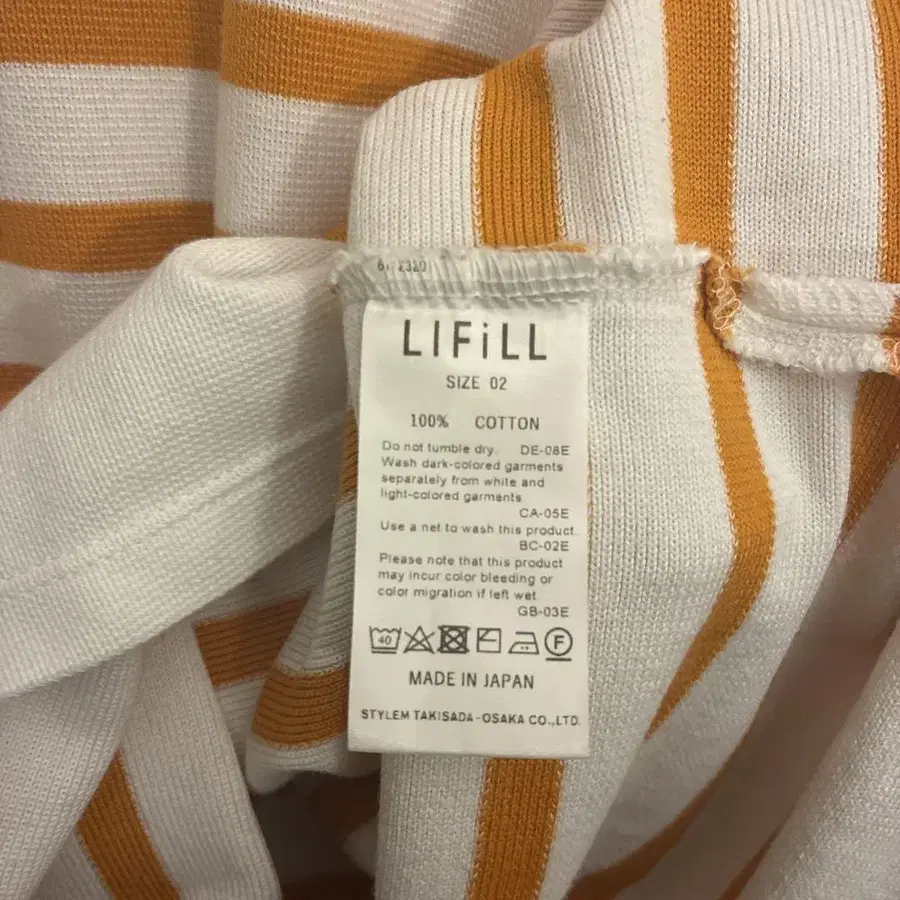 LIFiLL
SIZE 02
100% COTTON
Do not tumble dry. DE-08E
Wash dark-colored garments
separately from white and
light-colored garments.
CA-05E
Use a net to wash this product.
BC-02E
Please note that this product
may incur color bleeding or
color migration if left wet.
GB-03E
40 F
MADE IN JAPAN
STYLEM TAKISADA-OSAKA CO.,LTD.